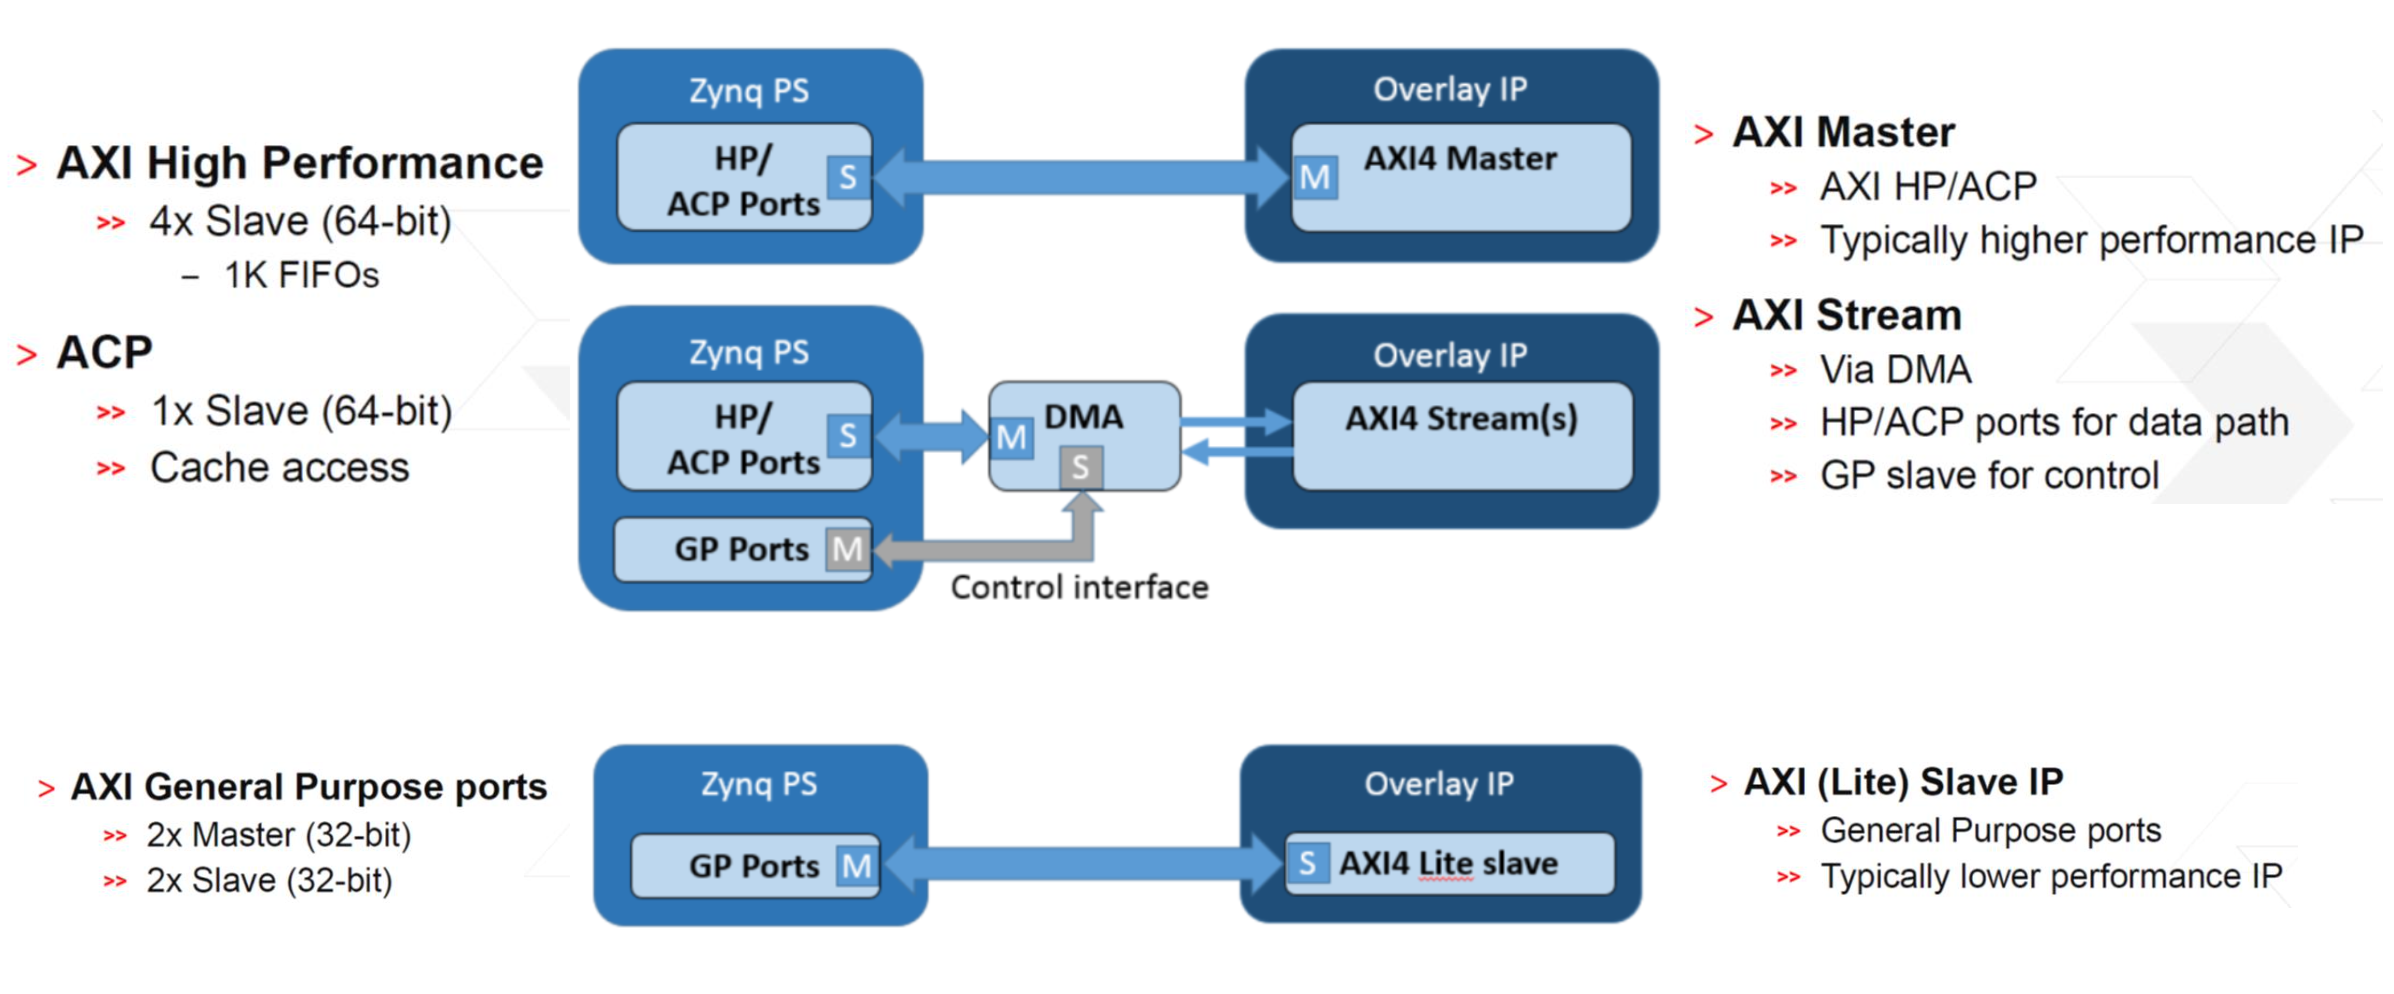 > AXI High Performance
>> 4x Slave (64-bit)
– 1K FIFOs
> ACP
>> 1x Slave (64-bit)
>> Cache access
Zynq PS
HP/
ACP Ports
S
Overlay IP
M
AXI4 Master
> AXI Master
>> AXI HP/ACP
>> Typically higher performance IP
Zynq PS
HP/
ACP Ports
S
GP Ports
M
M
DMA
S
Control interface
Overlay IP
AXI4 Stream(s)
> AXI Stream
>> Via DMA
>> HP/ACP ports for data path
>> GP slave for control
> AXI General Purpose ports
>> 2x Master (32-bit)
>> 2x Slave (32-bit)
Zynq PS
GP Ports
M
Overlay IP
S
AXI4 Lite slave
> AXI (Lite) Slave IP
>> General Purpose ports
>> Typically lower performance IP